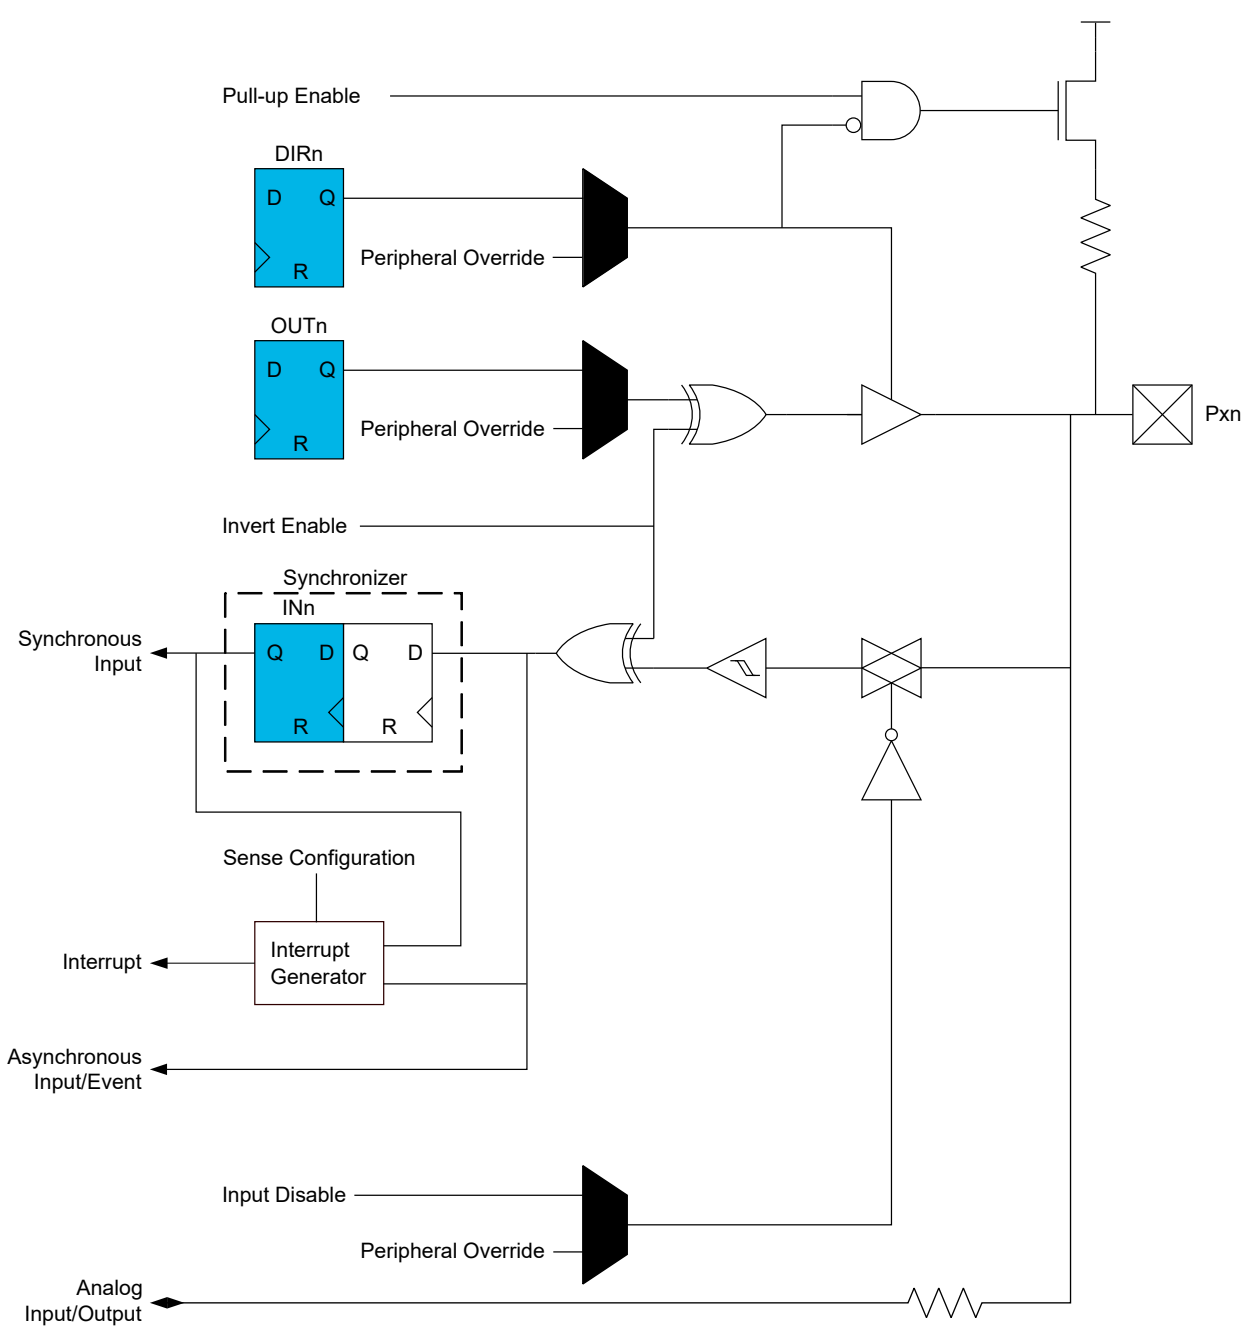 Pull-up Enable
DIRn
D Q
Peripheral Override
R
OUTn
D Q
Pxn
Peripheral Override
R
Invert Enable
Synchronizer
INn
Synchronous
Input
Q D Q D
R R
Sense Configuration
Interrupt
Generator
Interrupt
Asynchronous
Input/Event
Input Disable
Peripheral Override
Analog
Input/Output